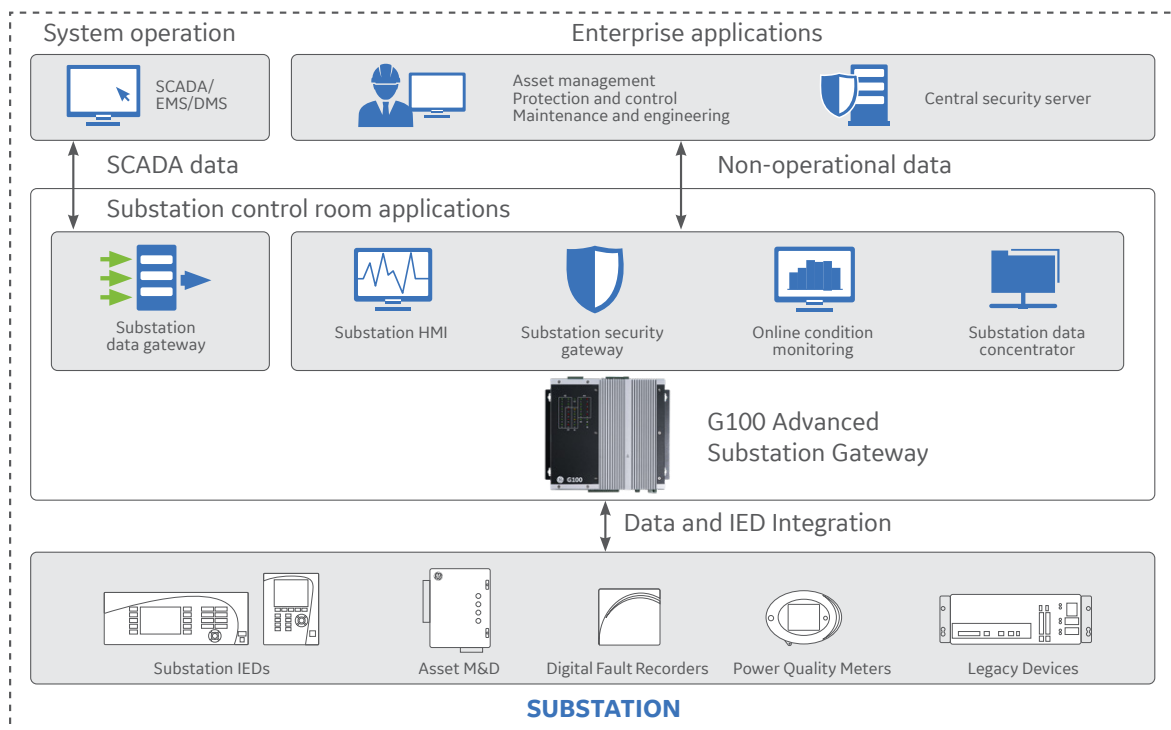 System operation
Enterprise applications
SCADA/
EMS/DMS
Asset management
Protection and control
Maintenance and engineering
Central security server
SCADA data
Non-operational data
Substation control room applications
Substation
data gateway
Substation HMI
Substation security
gateway
Online condition
monitoring
Substation data
concentrator
G100
G100 Advanced
Substation Gateway
Data and IED Integration
Substation IEDs
Asset M&D
Digital Fault Recorders
Power Quality Meters
Legacy Devices
SUBSTATION